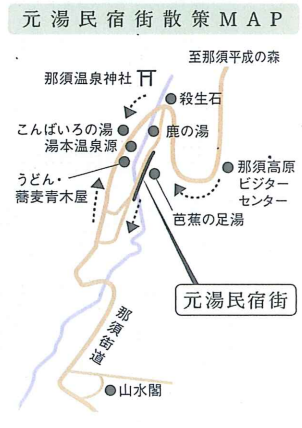 元湯民宿街散策MAP
至那須平成の森
那須温泉神社
殺生石
こんばいろの湯
鹿の湯
湯本温泉源
うどん・
蕎麦青木屋
那須高原
ビジター
センター
芭蕉の足湯
元湯民宿街
那須街道
山水閣